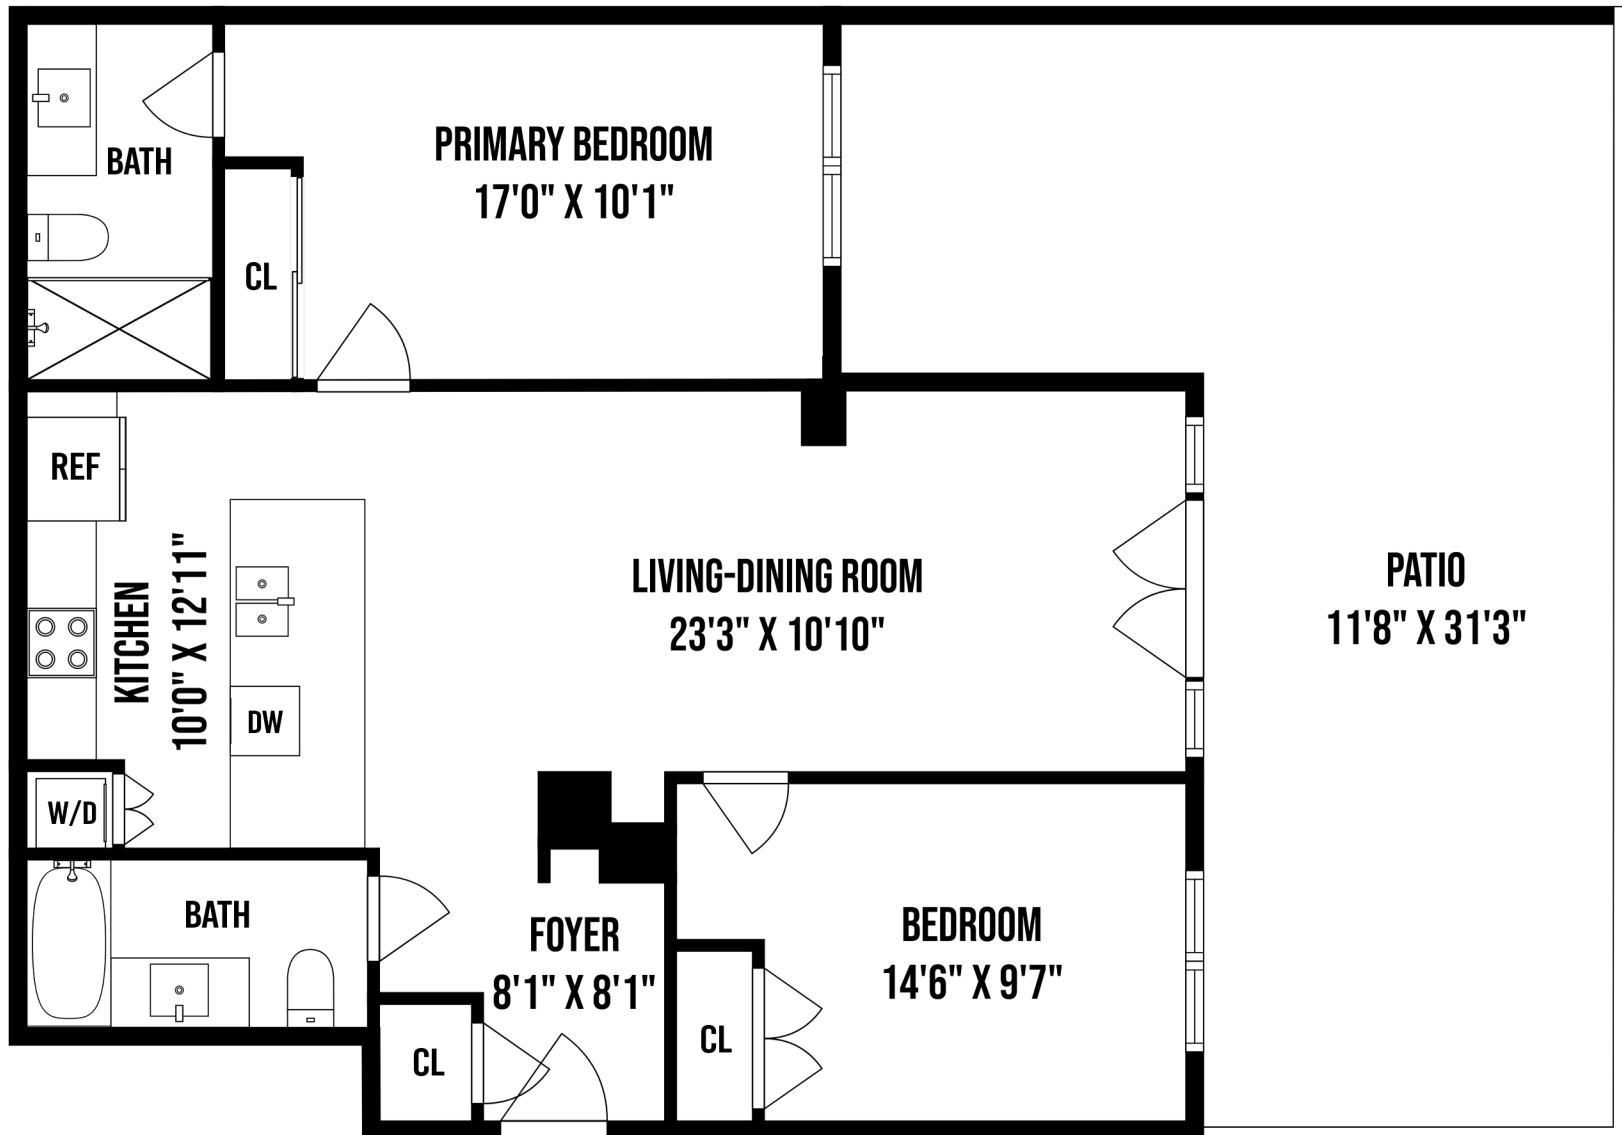 BATH
PRIMARY BEDROOM
17'0" X 10'1"
CL
REF
KITCHEN
10'0" X 12'11"
LIVING-DINING ROOM
23'3" X 10'10"
PATIO
11'8" X 31'3"
DW
W/D
BATH
FOYER
8'1" X 8'1"
BEDROOM
14'6" X 9'7"
CL
CL